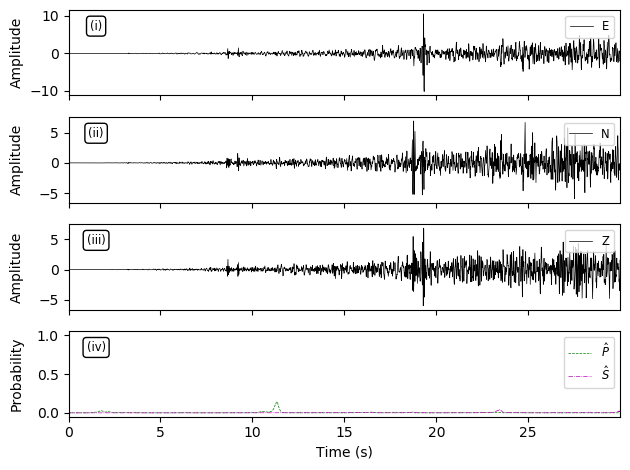 (i)
E
Amplitude
10
0
−10
(ii)
N
Amplitude
5
0
−5
(iii)
Z
Amplitude
5
0
−5
(iv)
P̂
Ŝ
Probability
1.0
0.5
0.0
0 5 10 15 20 25
Time (s)